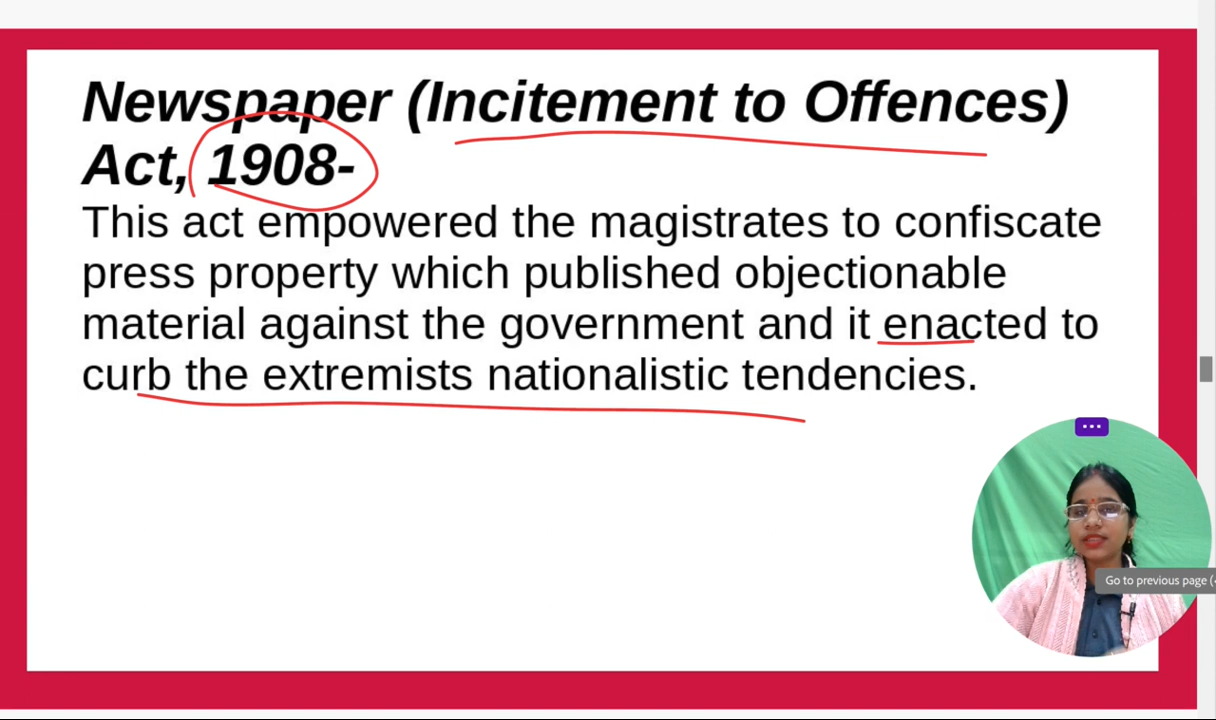 Newspaper (Incitement to Offences)
Act, 1908-
This act empowered the magistrates to confiscate
press property which published objectionable
material against the government and it enacted to
curb the extremists nationalistic tendencies.
Go to previous page (